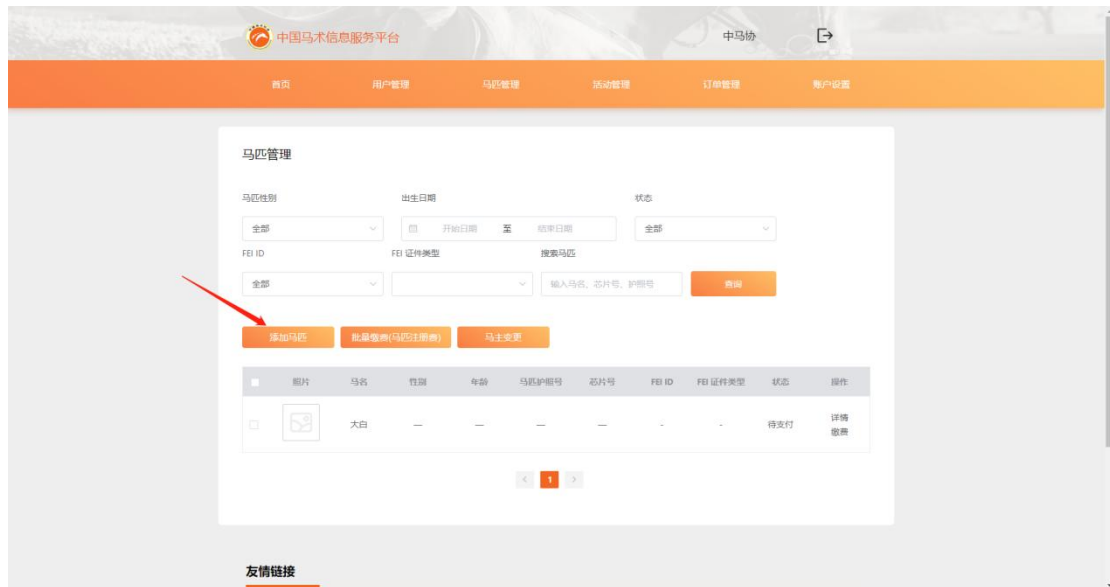 中国马术信息服务平台 中马协
首页 用户管理 马匹管理 活动管理 订单管理 账户设置
马匹管理
马匹性别 出生日期 状态
全部 开始日期 至 结束日期 全部
FEI ID FEI 证件类型 搜索马匹
全部 输入马名、芯片号、护照号 查询
添加马匹 批量缴费(马匹注册费) 马主变更
照片 马名 性别 年龄 马匹护照号 芯片号 FEI ID FEI 证件类型 状态 操作
大白 — — — — - - 待支付 详情
缴费
< 1 >
友情链接